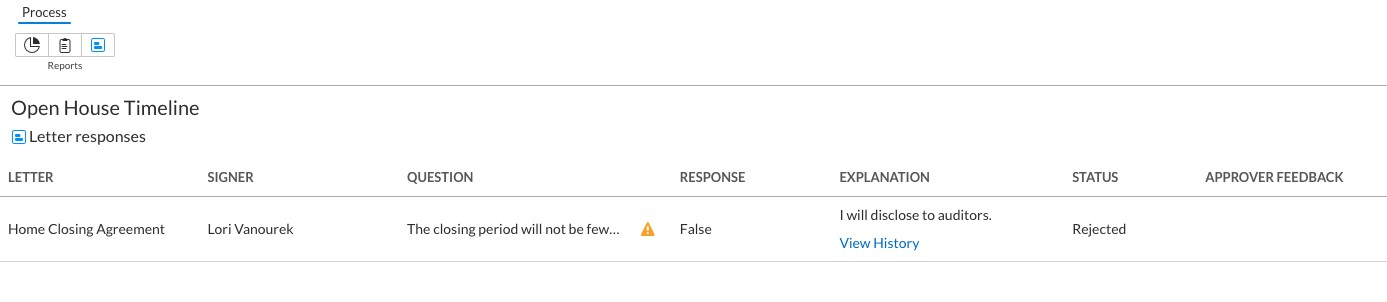 Process
Reports
Open House Timeline
Letter responses
LETTER SIGNER QUESTION RESPONSE EXPLANATION STATUS APPROVER FEEDBACK
Home Closing Agreement Lori Vanourek The closing period will not be few... False I will disclose to auditors. Rejected
View History